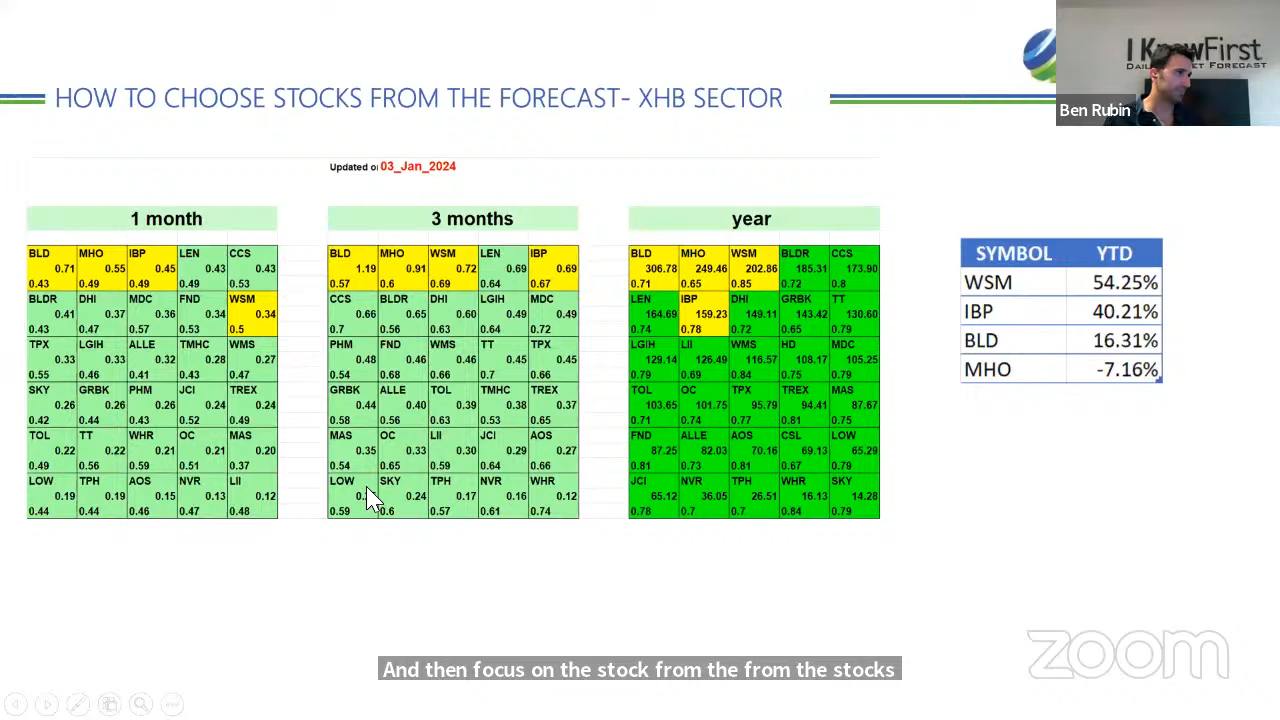 I KnowFirst
Ben Rubin
HOW TO CHOOSE STOCKS FROM THE FORECAST- XHB SECTOR
Updated o 03_Jan_2024
1 month
BLD MHO IBP LEN CCS
0.71 0.55 0.45 0.43 0.43
0.43 0.49 0.49 0.49 0.53
BLDR DHI MDC FND WSM
0.41 0.37 0.36 0.34 0.34
0.43 0.47 0.57 0.53 0.5
TPX LGIH ALLE TMHC WMS
0.33 0.33 0.32 0.28 0.27
0.55 0.46 0.41 0.43 0.47
SKY GRBK PHM JCI TREX
0.26 0.26 0.26 0.24 0.24
0.42 0.44 0.43 0.52 0.49
TOL TT WHR OC MAS
0.22 0.22 0.21 0.21 0.20
0.49 0.56 0.59 0.51 0.37
LOW TPH AOS NVR LII
0.19 0.19 0.15 0.13 0.12
0.44 0.44 0.46 0.47 0.48
3 months
BLD MHO WSM LEN IBP
1.19 0.91 0.72 0.69 0.69
0.57 0.6 0.69 0.64 0.67
CCS BLDR DHI LGIH MDC
0.66 0.65 0.60 0.49 0.49
0.7 0.56 0.63 0.64 0.72
PHM FND WMS TT TPX
0.48 0.46 0.46 0.45 0.45
0.54 0.68 0.66 0.7 0.66
GRBK ALLE TOL TMHC TREX
0.44 0.40 0.39 0.38 0.37
0.58 0.56 0.63 0.53 0.65
MAS OC LII JCI AOS
0.35 0.33 0.30 0.29 0.27
0.54 0.65 0.59 0.64 0.66
LOW SKY TPH NVR WHR
0.24 0.17 0.16 0.12
0.59 0.6 0.57 0.61 0.74
year
BLD MHO WSM BLDR CCS
306.78 249.46 202.86 185.31 173.90
0.71 0.65 0.85 0.72 0.8
LEN IBP DHI GRBK TT
164.69 159.23 149.11 143.42 130.60
0.74 0.78 0.72 0.65 0.79
LGIH LII WMS HD MDC
129.14 126.49 116.57 108.17 105.25
0.79 0.69 0.84 0.75 0.79
TOL OC TPX TREX MAS
103.65 101.75 95.79 94.41 87.67
0.71 0.74 0.77 0.81 0.75
FND ALLE AOS CSL LOW
87.25 82.03 70.16 69.13 65.29
0.81 0.73 0.81 0.67 0.79
JCI NVR TPH WHR SKY
65.12 36.05 26.51 16.13 14.28
0.78 0.7 0.7 0.84 0.79
SYMBOL YTD
WSM 54.25%
IBP 40.21%
BLD 16.31%
MHO -7.16%
And then focus on the stock from the from the stocks
zoom